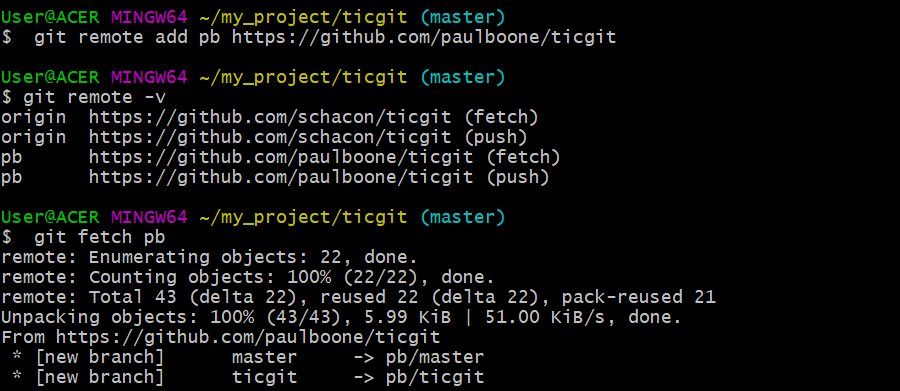 User@ACER MINGW64 ~/my_project/ticgit (master)
$  git remote add pb https://github.com/paulboone/ticgit
User@ACER MINGW64 ~/my_project/ticgit (master)
$ git remote -v
origin  https://github.com/schacon/ticgit (fetch)
origin  https://github.com/schacon/ticgit (push)
pb      https://github.com/paulboone/ticgit (fetch)
pb      https://github.com/paulboone/ticgit (push)
User@ACER MINGW64 ~/my_project/ticgit (master)
$  git fetch pb
remote: Enumerating objects: 22, done.
remote: Counting objects: 100% (22/22), done.
remote: Total 43 (delta 22), reused 22 (delta 22), pack-reused 21
Unpacking objects: 100% (43/43), 5.99 KiB | 51.00 KiB/s, done.
From https://github.com/paulboone/ticgit
 * [new branch]      master     -> pb/master
 * [new branch]      ticgit     -> pb/ticgit